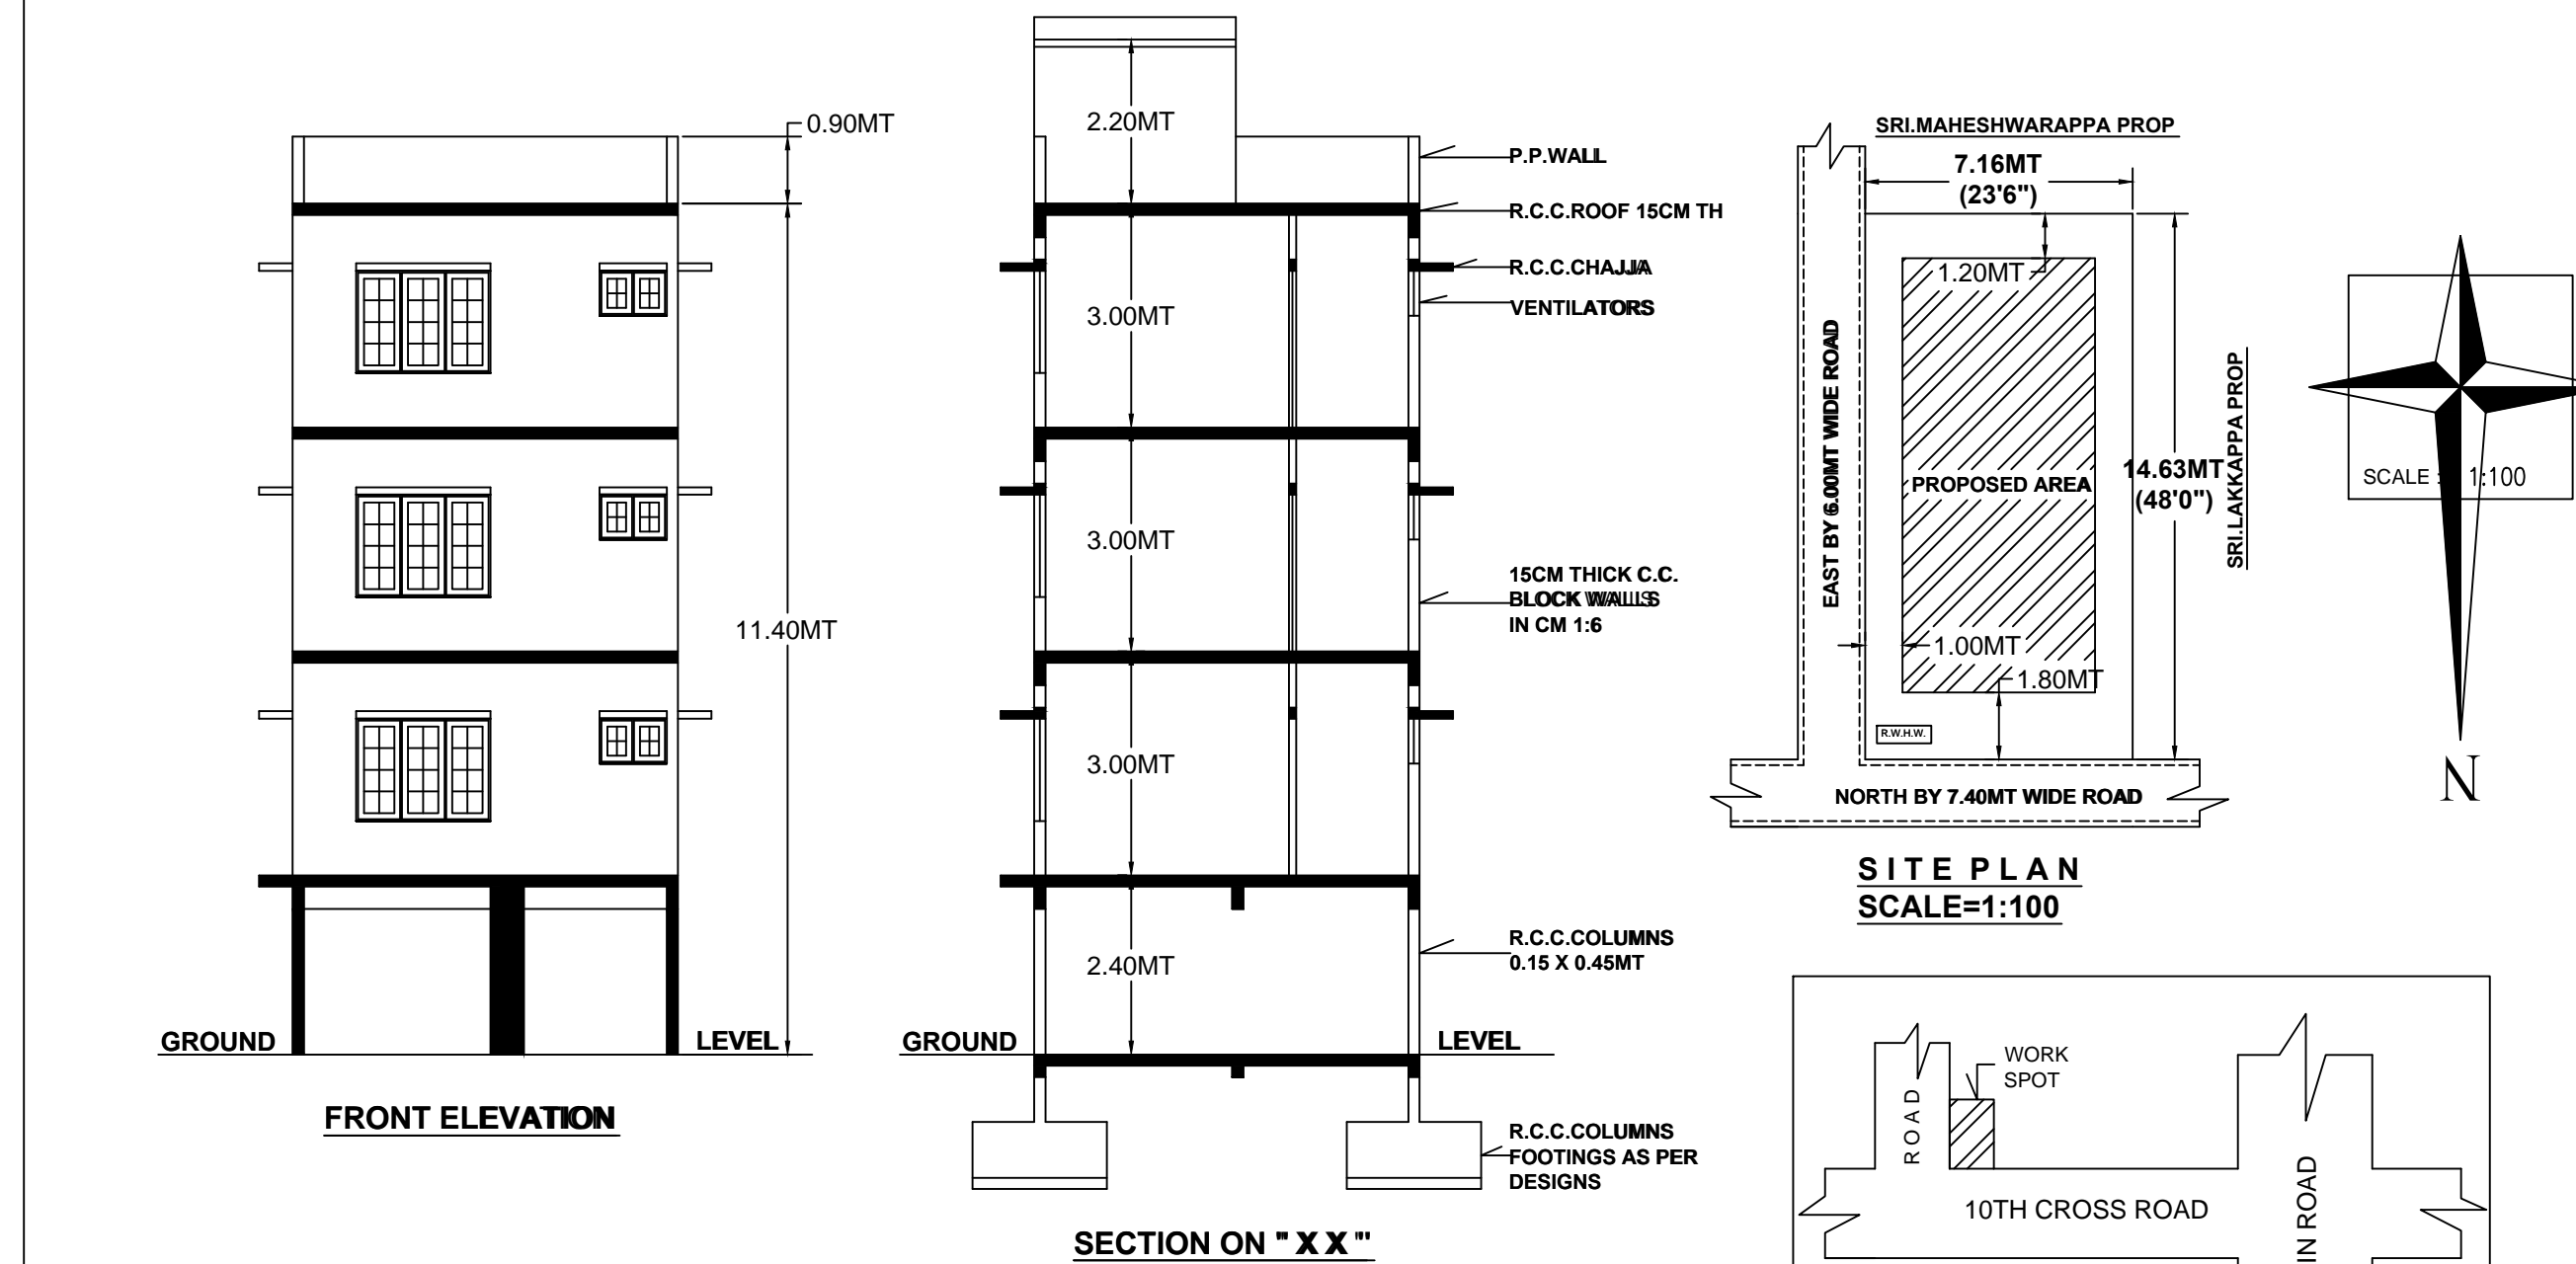 0.90MT
11.40MT
GROUND
LEVEL
FRONT ELEVATION
2.20MT
3.00MT
3.00MT
3.00MT
2.40MT
GROUND
LEVEL
P.P.WALL
R.C.C.ROOF 15CM TH
R.C.C.CHAJJA
VENTILATORS
15CM THICK C.C.
BLOCK WALLS
IN CM 1:6
R.C.C.COLUMNS
0.15 X 0.45MT
R.C.C.COLUMNS
FOOTINGS AS PER
DESIGNS
SECTION ON "X X"
SRI.MAHESHWARAPPA PROP
7.16MT
(23'6")
1.20MT
EAST BY 6.00MT WIDE ROAD
PROPOSED AREA
14.63MT
(48'0")
SRI.LAKKAPPA PROP
1.00MT
1.80MT
R.W.H.W.
NORTH BY 7.40MT WIDE ROAD
SITE PLAN
SCALE=1:100
SCALE : 1:100
N
WORK
SPOT
ROAD
10TH CROSS ROAD
IN ROAD